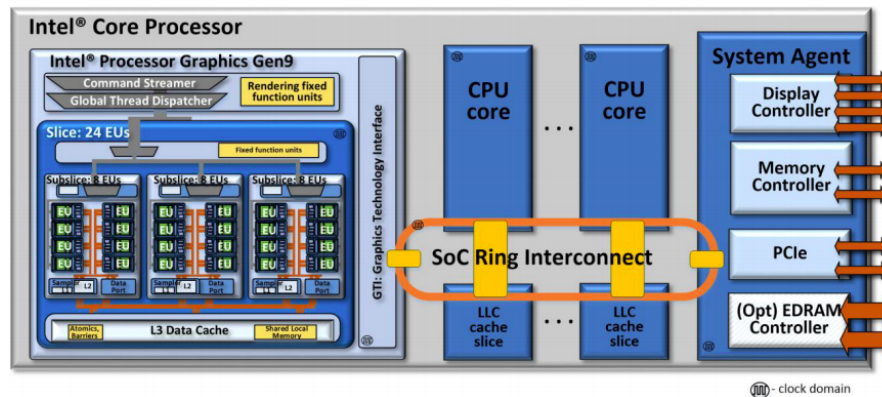 Intel® Core Processor
Intel® Processor Graphics Gen9
Command Streamer
Global Thread Dispatcher
Rendering fixed
function units
Slice: 24 EUs
Fixed function units
Subslice: 8 EUs
Subslice: 8 EUs
Subslice: 8 EUs
EU EU EU EU EU EU
EU EU EU EU EU EU
EU EU EU EU EU EU
EU EU EU EU EU EU
Sampler L2 Data Port
Sampler L2 Data Port
Sampler L2 Data Port
Atomics,
Barriers
L3 Data Cache
Shared Local
Memory
GTI: Graphics Technology Interface
CPU
core
...
CPU
core
SoC Ring Interconnect
LLC
cache
slice
...
LLC
cache
slice
System Agent
Display
Controller
Memory
Controller
PCIe
(Opt) EDRAM
Controller
- clock domain